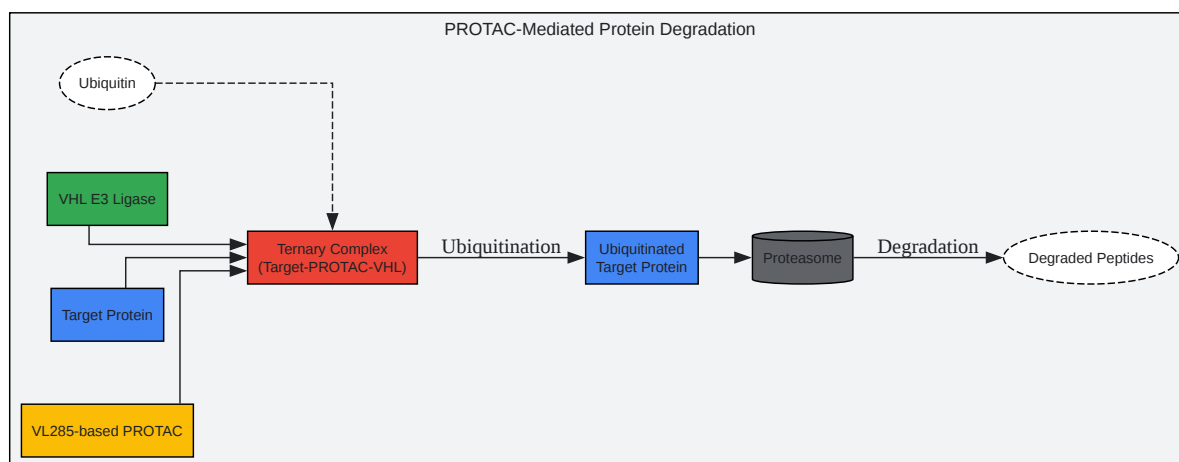 PROTAC-Mediated Protein Degradation
Ubiquitin
VHL E3 Ligase
Target Protein
VL285-based PROTAC
Ternary Complex
(Target-PROTAC-VHL)
Ubiquitination
Ubiquitinated
Target Protein
Proteasome
Degradation
Degraded Peptides